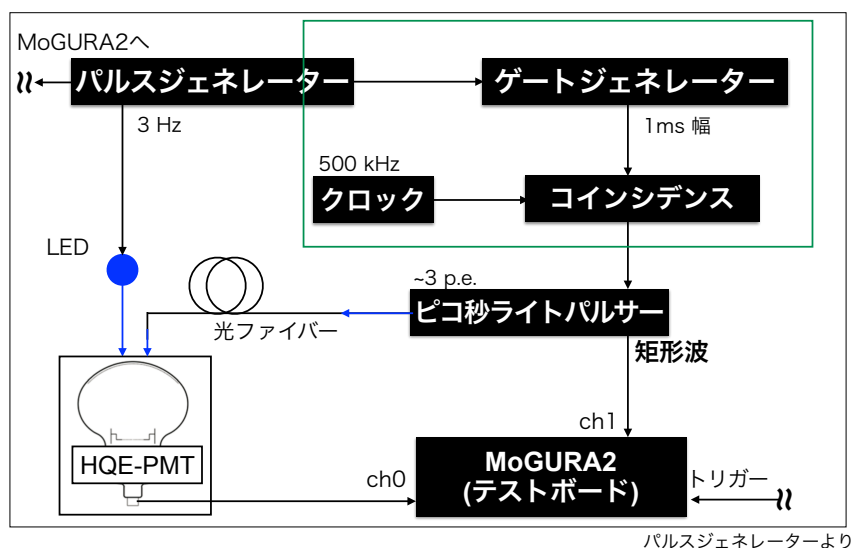 MoGURA2へ
パルスジェネレーター
ゲートジェネレーター
3 Hz
1ms 幅
500 kHz
クロック
コインシデンス
LED
~3 p.e.
ピコ秒ライトパルサー
光ファイバー
矩形波
ch1
HQE-PMT
ch0
MoGURA2
(テストボード)
トリガー
パルスジェネレーターより